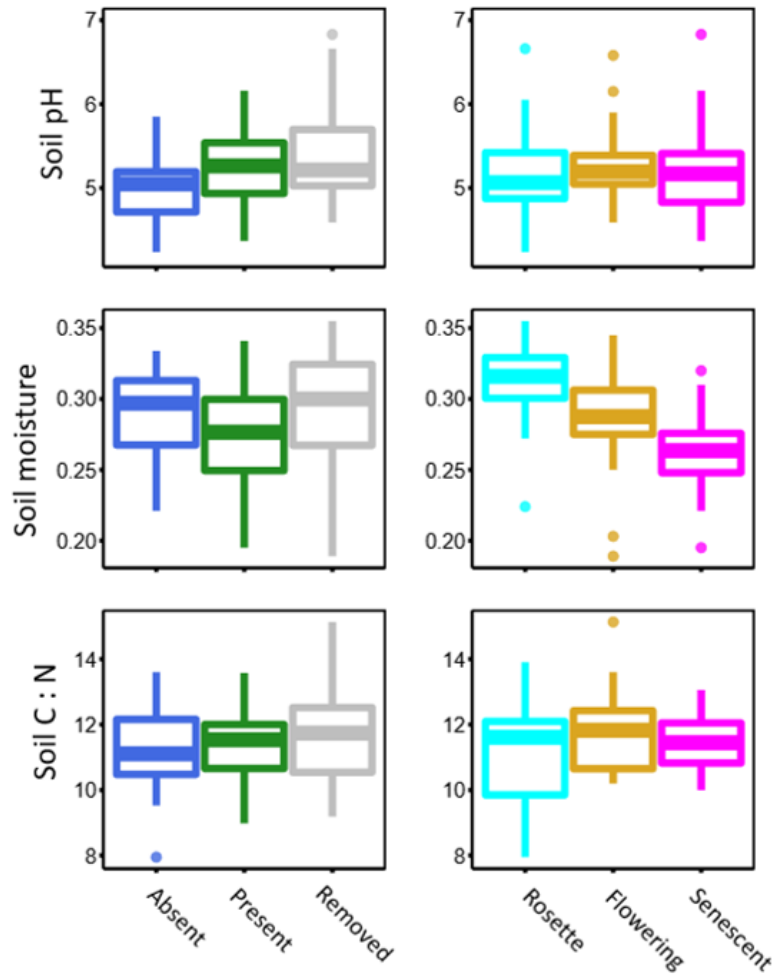 Soil pH
7
6
5
7
6
5
Soil moisture
0.35
0.30
0.25
0.20
0.35
0.30
0.25
0.20
Soil C : N
14
12
10
8
14
12
10
8
Absent
Present
Removed
Rosette
Flowering
Senescent